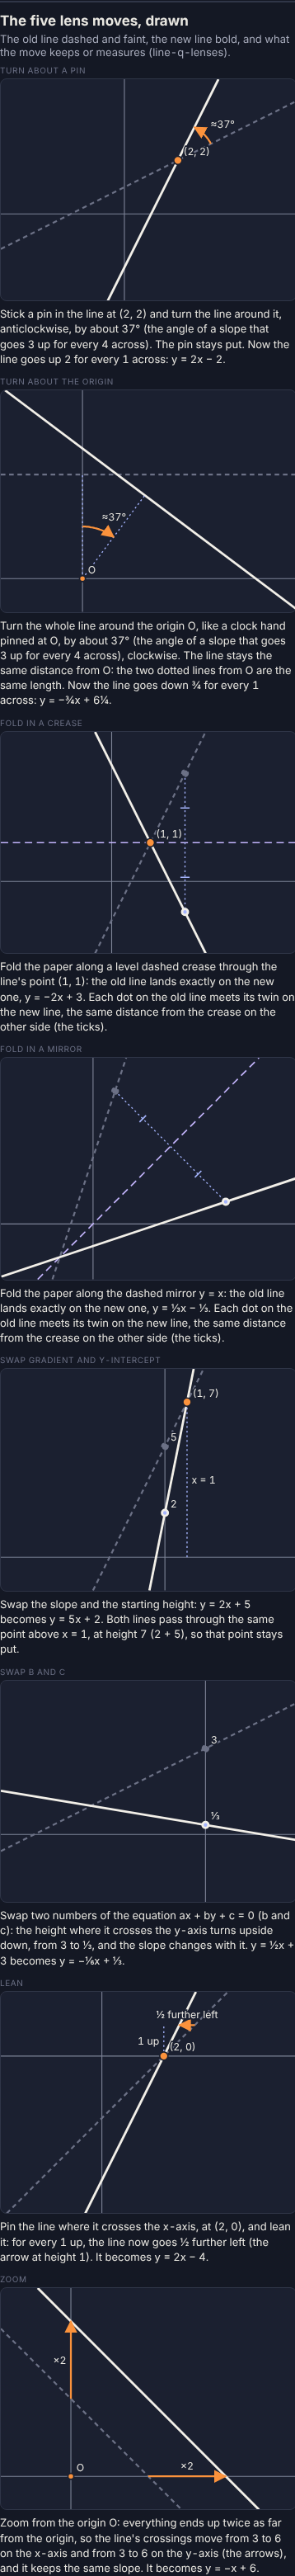 The five lens moves, drawn
The old line dashed and faint, the new line bold, and what
the move keeps or measures (line-q-lenses).
TURN ABOUT A PIN
≈37°
(2, 2)
Stick a pin in the line at (2, 2) and turn the line around it,
anticlockwise, by about 37° (the angle of a slope that
goes 3 up for every 4 across). The pin stays put. Now the
line goes up 2 for every 1 across: y = 2x − 2.
TURN ABOUT THE ORIGIN
≈37°
O
Turn the whole line around the origin O, like a clock hand
pinned at O, by about 37° (the angle of a slope that goes
3 up for every 4 across), clockwise. The line stays the
same distance from O: the two dotted lines from O are the
same length. Now the line goes down ¾ for every 1
across: y = −¾x + 6¼.
FOLD IN A CREASE
(1, 1)
Fold the paper along a level dashed crease through the
line's point (1, 1): the old line lands exactly on the new
one, y = −2x + 3. Each dot on the old line meets its twin on
the new line, the same distance from the crease on the
other side (the ticks).
FOLD IN A MIRROR
Fold the paper along the dashed mirror y = x: the old line
lands exactly on the new one, y = ⅓x − ⅓. Each dot on the
old line meets its twin on the new line, the same distance
from the crease on the other side (the ticks).
SWAP GRADIENT AND Y-INTERCEPT
(1, 7)
5
x = 1
2
Swap the slope and the starting height: y = 2x + 5
becomes y = 5x + 2. Both lines pass through the same
point above x = 1, at height 7 (2 + 5), so that point stays
put.
SWAP B AND C
3
⅓
Swap two numbers of the equation ax + by + c = 0 (b and
c): the height where it crosses the y-axis turns upside
down, from 3 to ⅓, and the slope changes with it. y = ½x +
3 becomes y = −⅙x + ⅓.
LEAN
½ further left
1 up
(2, 0)
Pin the line where it crosses the x-axis, at (2, 0), and lean
it: for every 1 up, the line now goes ½ further left (the
arrow at height 1). It becomes y = 2x − 4.
ZOOM
×2
×2
O
Zoom from the origin O: everything ends up twice as far
from the origin, so the line's crossings move from 3 to 6
on the x-axis and from 3 to 6 on the y-axis (the arrows),
and it keeps the same slope. It becomes y = −x + 6.